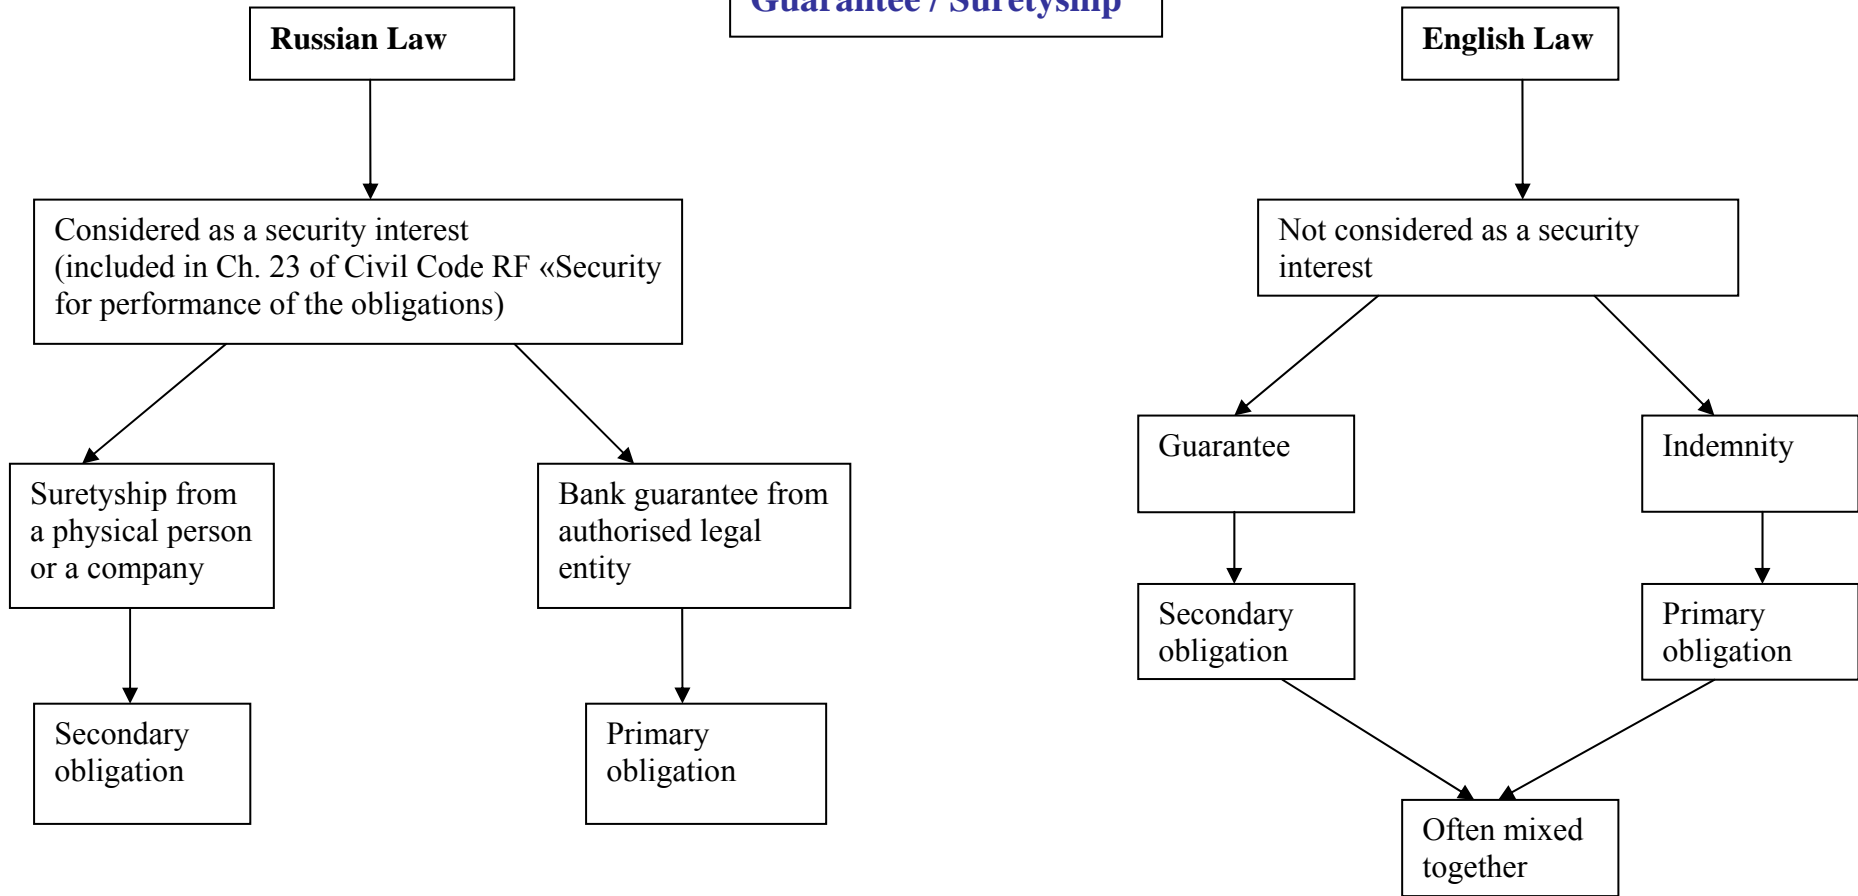 Guarantee / Suretyship
Russian Law
Considered as a security interest
(included in Ch. 23 of Civil Code RF «Security
for performance of the obligations)
Suretyship from
a physical person
or a company
Secondary
obligation
Bank guarantee from
authorised legal
entity
Primary
obligation
English Law
Not considered as a security
interest
Guarantee
Secondary
obligation
Indemnity
Primary
obligation
Often mixed
together